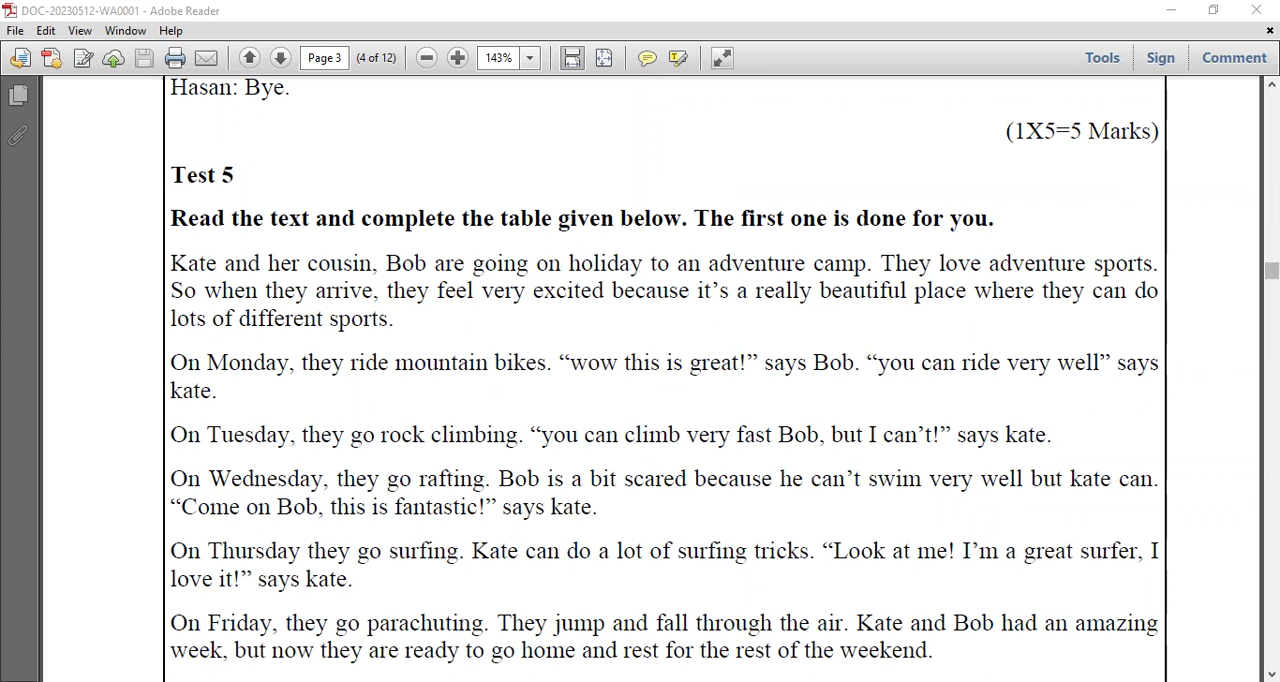 DOC-20230512-WA0001 - Adobe Reader
File Edit View Window Help
Page 3 (4 of 12) 143% Tools Sign Comment
Hasan: Bye.
(1X5=5 Marks)
Test 5
Read the text and complete the table given below. The first one is done for you.
Kate and her cousin, Bob are going on holiday to an adventure camp. They love adventure sports.
So when they arrive, they feel very excited because it’s a really beautiful place where they can do
lots of different sports.
On Monday, they ride mountain bikes. “wow this is great!” says Bob. “you can ride very well” says
kate.
On Tuesday, they go rock climbing. “you can climb very fast Bob, but I can’t!” says kate.
On Wednesday, they go rafting. Bob is a bit scared because he can’t swim very well but kate can.
“Come on Bob, this is fantastic!” says kate.
On Thursday they go surfing. Kate can do a lot of surfing tricks. “Look at me! I’m a great surfer, I
love it!” says kate.
On Friday, they go parachuting. They jump and fall through the air. Kate and Bob had an amazing
week, but now they are ready to go home and rest for the rest of the weekend.